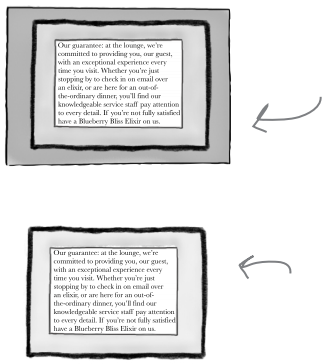 Our guarantee: at the lounge, we're
committed to providing you, our guest,
with an exceptional experience every
time you visit. Whether you're just
stopping by to check in on email over
an elixir, or are here for an out-of-
the-ordinary dinner, you'll find our
knowledgeable service staff pay attention
to every detail. If you're not fully satisfied
have a Blueberry Bliss Elixir on us.
Our guarantee: at the lounge, we're
committed to providing you, our guest,
with an exceptional experience every
time you visit. Whether you're just
stopping by to check in on email over
an elixir, or are here for an out-of-
the-ordinary dinner, you'll find our
knowledgeable service staff pay attention
to every detail. If you're not fully satisfied
have a Blueberry Bliss Elixir on us.